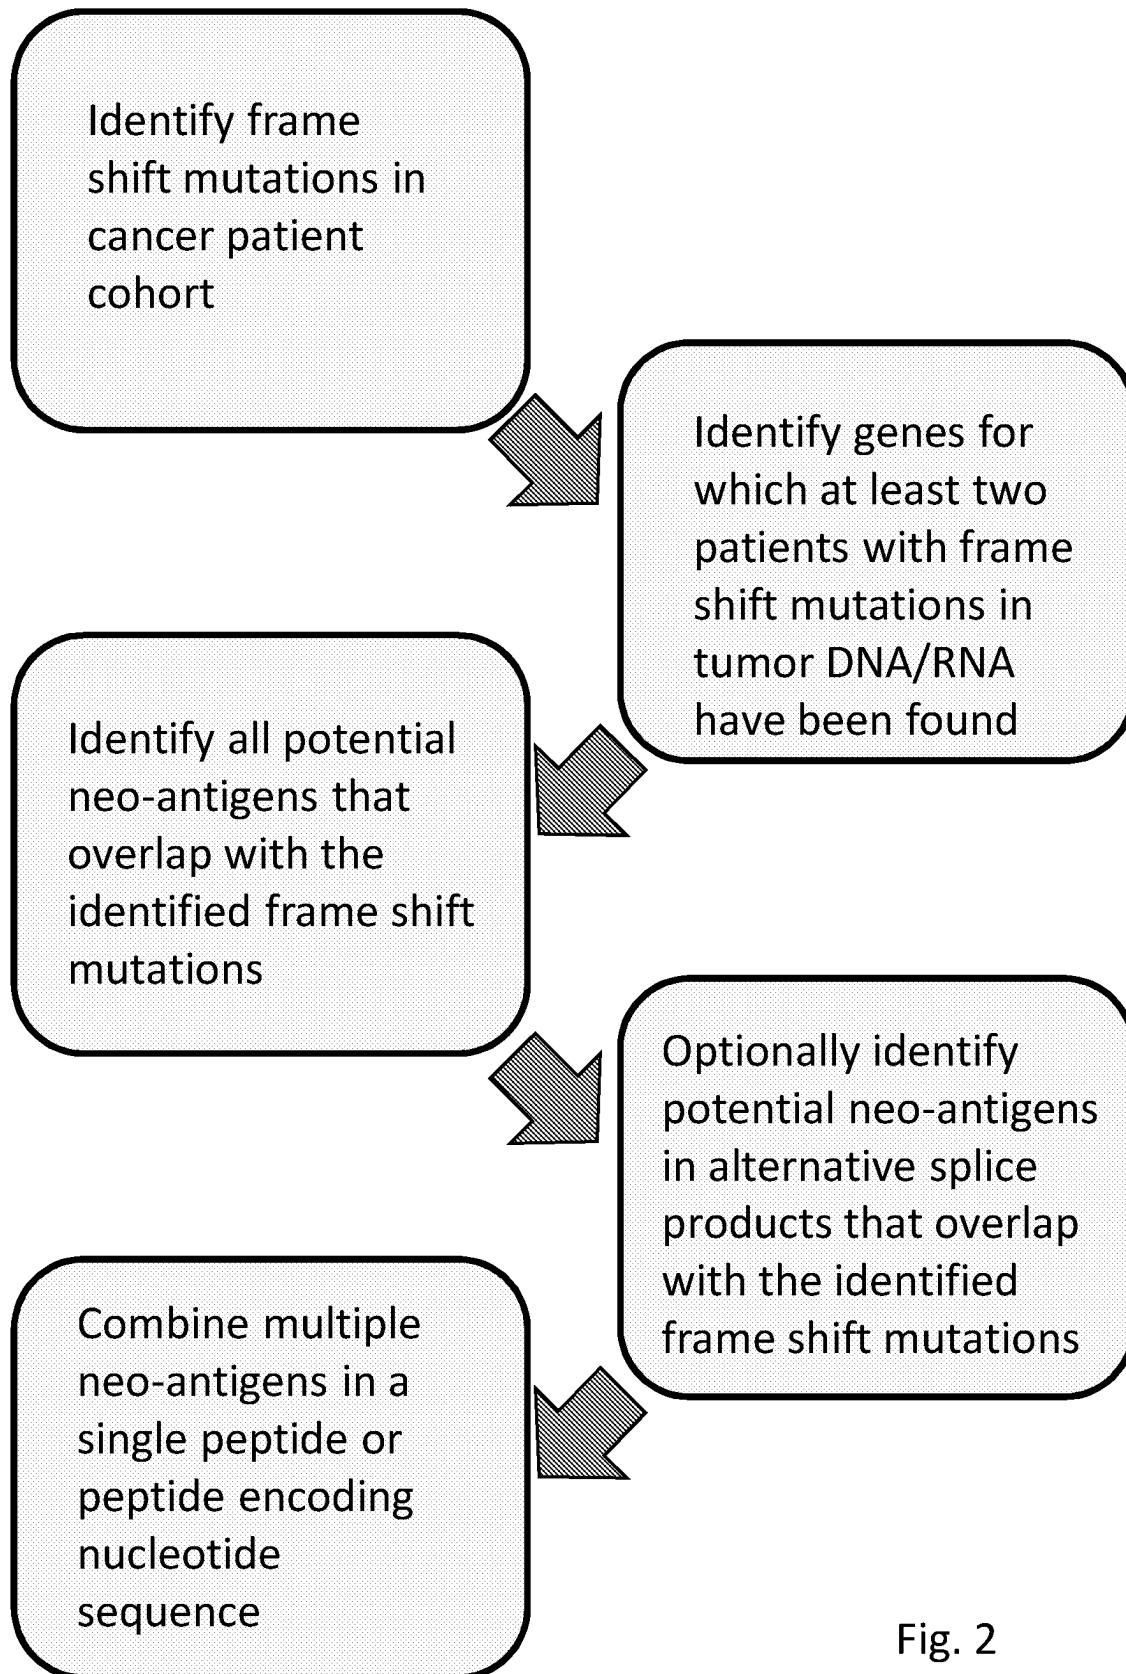 Identify frame
shift mutations in
cancer patient
cohort
Identify genes for
which at least two
patients with frame
shift mutations in
tumor DNA/RNA
have been found
Identify all potential
neo-antigens that
overlap with the
identified frame shift
mutations
Optionally identify
potential neo-antigens
in alternative splice
products that overlap
with the identified
frame shift mutations
Combine multiple
neo-antigens in a
single peptide or
peptide encoding
nucleotide
sequence
Fig. 2